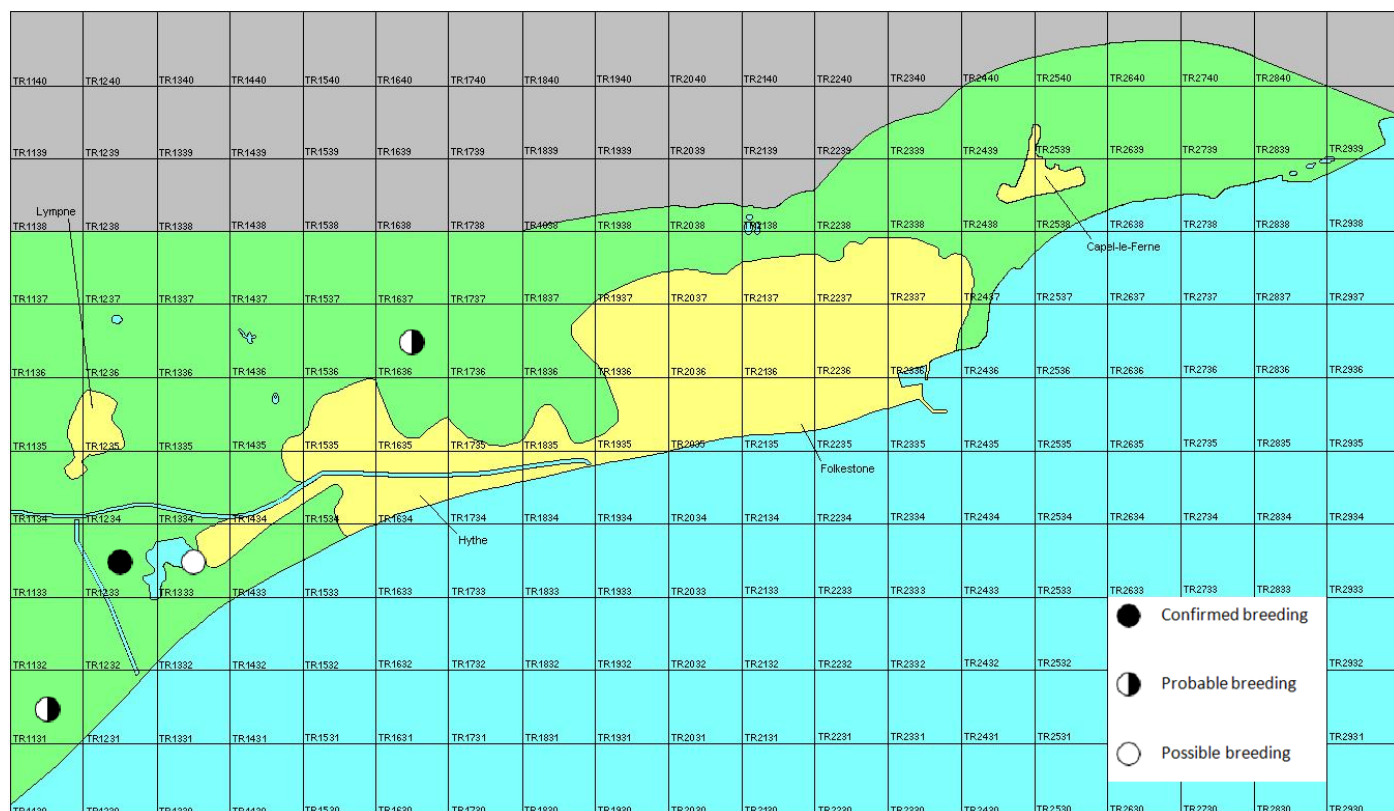 TR1140 TR1240 TR1340 TR1440 TR1540 TR1640 TR1740 TR1840 TR1940 TR2040 TR2140 TR2240 TR2340 TR2440 TR2540 TR2640 TR2740 TR2840
TR1139 TR1239 TR1339 TR1439 TR1539 TR1639 TR1739 TR1839 TR1939 TR2039 TR2139 TR2239 TR2339 TR2439 TR2539 TR2639 TR2739 TR2839 TR2939
Lympne
TR1138 TR1238 TR1338 TR1438 TR1538 TR1638 TR1738 TR1938 TR2038 TR2138 TR2238 TR2338 TR2438 TR2538 TR2638 TR2738 TR2838 TR2938
Capel-le-Ferne
TR1137 TR1237 TR1337 TR1437 TR1537 TR1637 TR1737 TR1837 TR1937 TR2037 TR2137 TR2237 TR2337 TR2437 TR2537 TR2637 TR2737 TR2837 TR2937
TR1136 TR1236 TR1336 TR1436 TR1536 TR1636 TR1736 TR1836 TR1936 TR2036 TR2136 TR2236 TR2336 TR2436 TR2536 TR2636 TR2736 TR2836 TR2936
TR1135 TR1235 TR1335 TR1435 TR1535 TR1635 TR1735 TR1835 TR1935 TR2035 TR2135 TR2235 TR2335 TR2435 TR2535 TR2635 TR2735 TR2835 TR2935
Folkestone
TR1134 TR1234 TR1334 TR1434 TR1534 TR1634 TR1734 TR1834 TR1934 TR2034 TR2134 TR2234 TR2334 TR2434 TR2534 TR2634 TR2734 TR2834 TR2934
Hythe
TR1133 TR1233 TR1333 TR1433 TR1533 TR1633 TR1733 TR1833 TR1933 TR2033 TR2133 TR2233 TR2333 TR2433 TR2533 TR2633 TR2733 TR2833 TR2933
Confirmed breeding
TR1132 TR1232 TR1332 TR1432 TR1532 TR1632 TR1732 TR1832 TR1932 TR2032 TR2132 TR2232 TR2332 TR2432 TR2532 TR2932
Probable breeding
TR1131 TR1231 TR1331 TR1431 TR1531 TR1631 TR1731 TR1831 TR1931 TR2031 TR2131 TR2231 TR2331 TR2431 TR2531 TR2931
Possible breeding